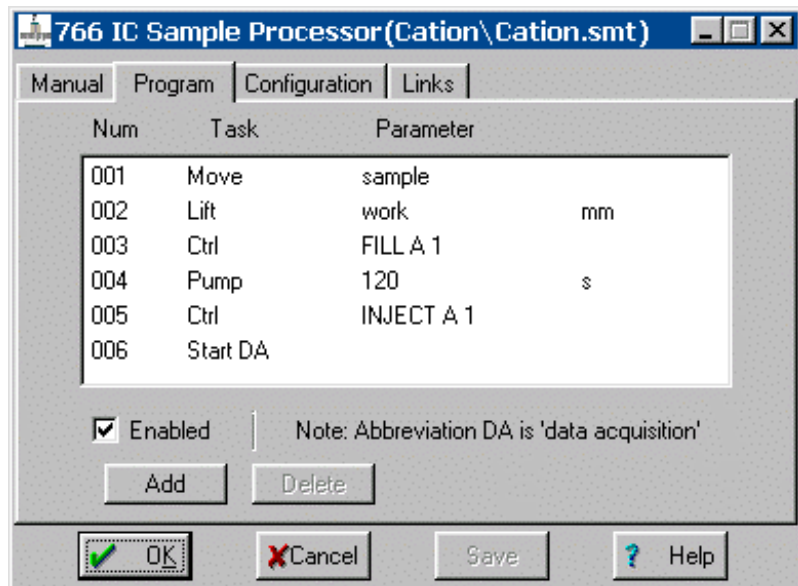 766 IC Sample Processor(Cation\Cation.smt)
Manual Program Configuration Links
Num Task Parameter
001 Move sample
002 Lift work mm
003 Ctrl FILL A 1
004 Pump 120 s
005 Ctrl INJECT A 1
006 Start DA
Enabled Note: Abbreviation DA is 'data acquisition'
Add Delete
OK Cancel Save ? Help